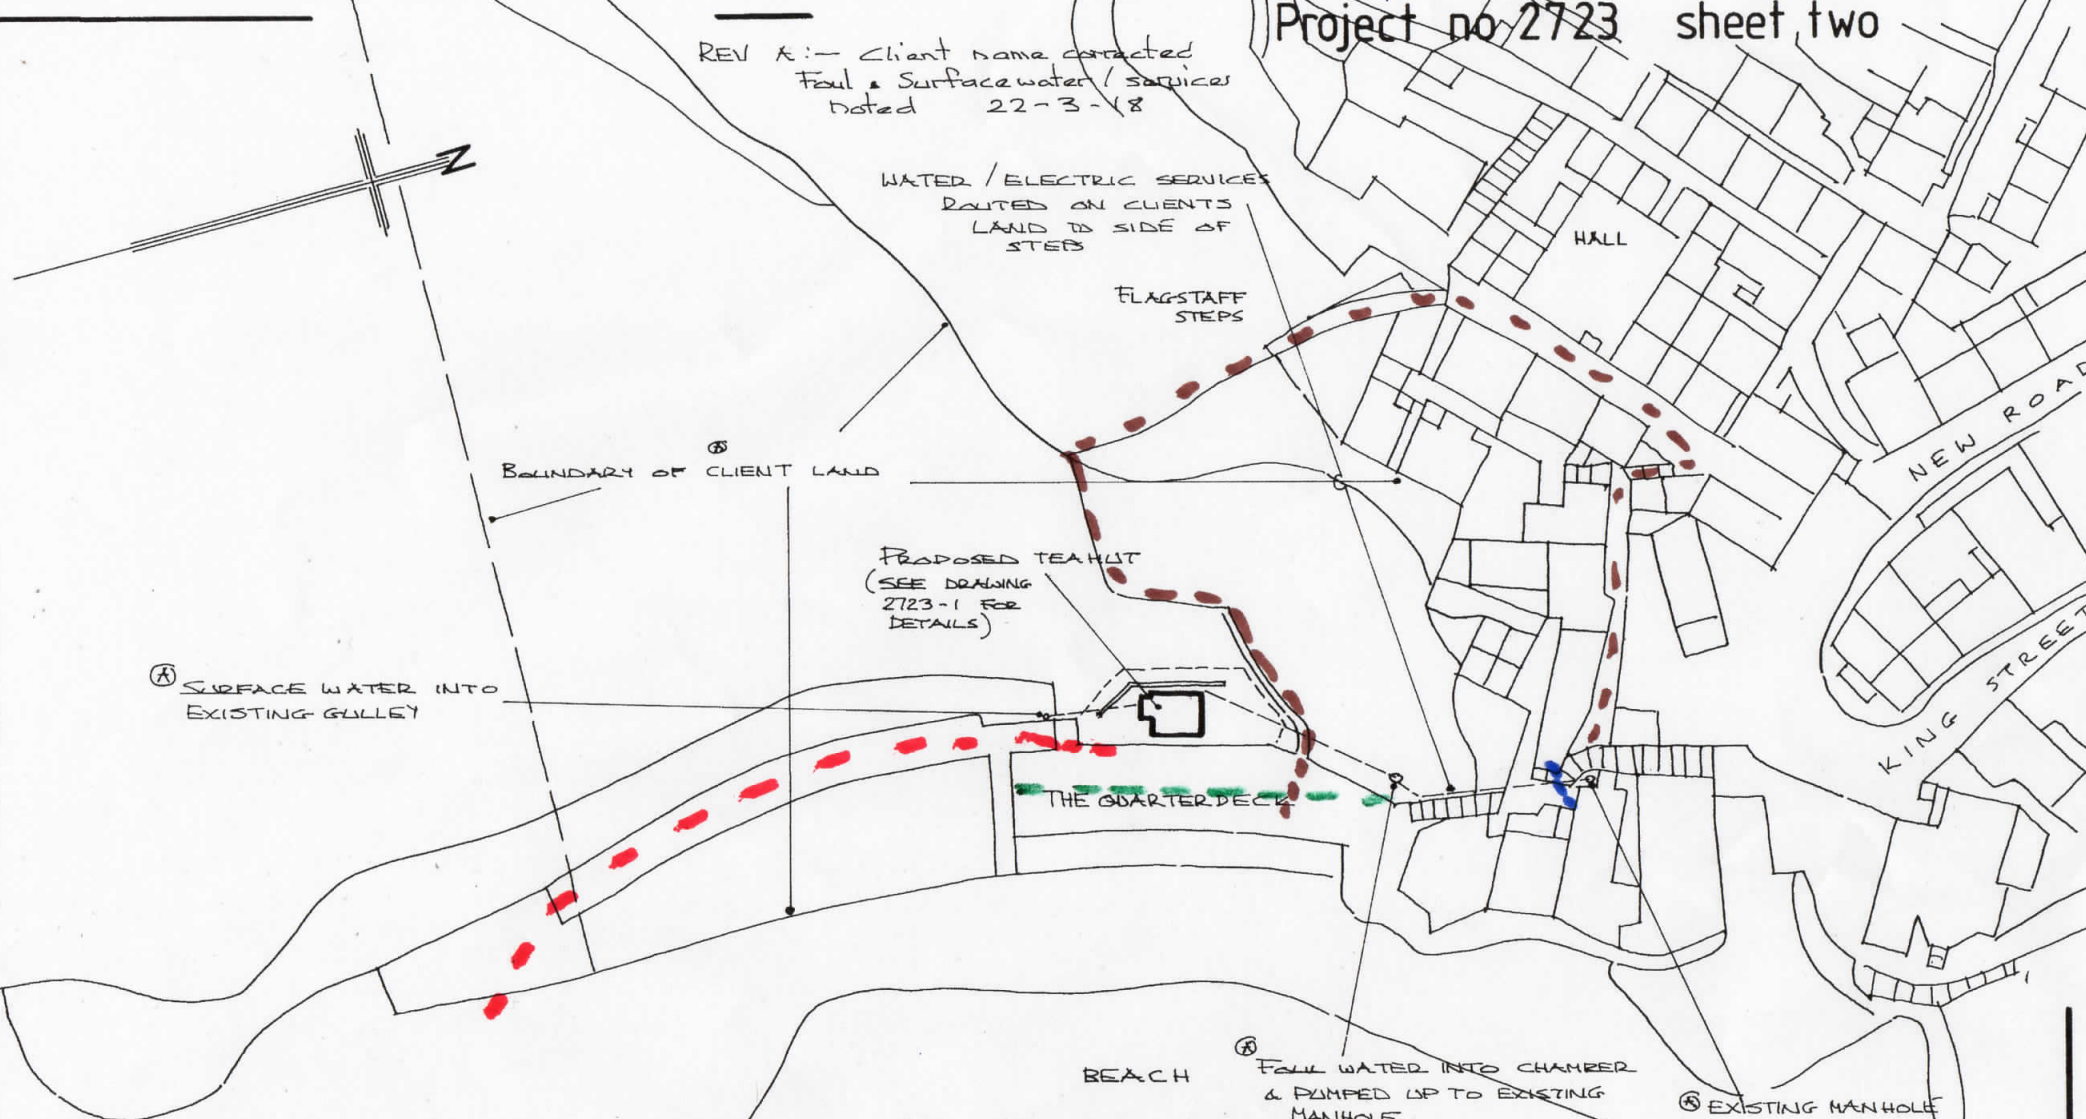 Project no 2723 sheet two
REV A:- Client name corrected
Foul & Surface water / services
noted 22-3-18
N
WATER / ELECTRIC SERVICES
ROUTED ON CLIENTS
LAND TO SIDE OF
STEPS
HALL
FLAGSTAFF
STEPS
NEW ROAD
A
BOUNDARY OF CLIENT LAND
PROPOSED TEA HUT
(SEE DRAWING
2723-1 FOR
DETAILS)
A SURFACE WATER INTO
EXISTING GULLEY
KING STREET
THE QUARTERDECK
BEACH
A
FOUL WATER INTO CHAMBER
& PUMPED UP TO EXISTING
MANHOLE
A EXISTING MANHOLE